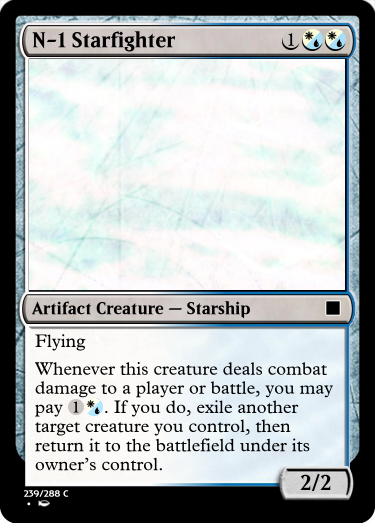 N-1 Starfighter 1
Artifact Creature — Starship
Flying
Whenever this creature deals combat
damage to a player or battle, you may
pay 1. If you do, exile another
target creature you control, then
return it to the battlefield under its
owner's control.
2/2
239/288 C